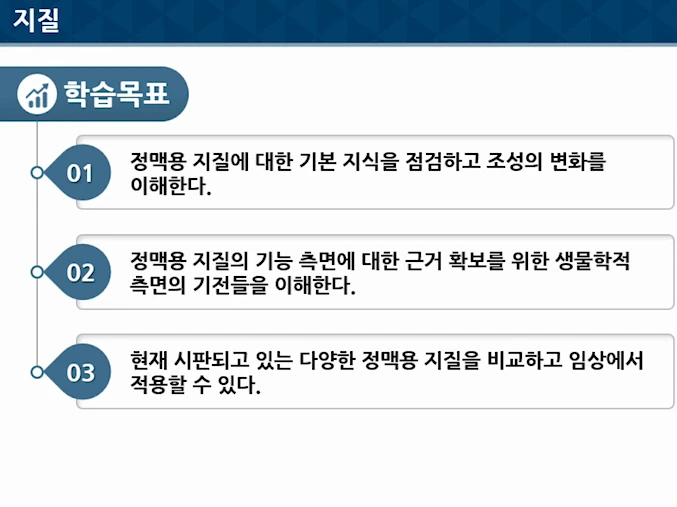 지질
학습목표
01
정맥용 지질에 대한 기본 지식을 점검하고 조성의 변화를
이해한다.
02
정맥용 지질의 기능 측면에 대한 근거 확보를 위한 생물학적
측면의 기전들을 이해한다.
03
현재 시판되고 있는 다양한 정맥용 지질을 비교하고 임상에서
적용할 수 있다.